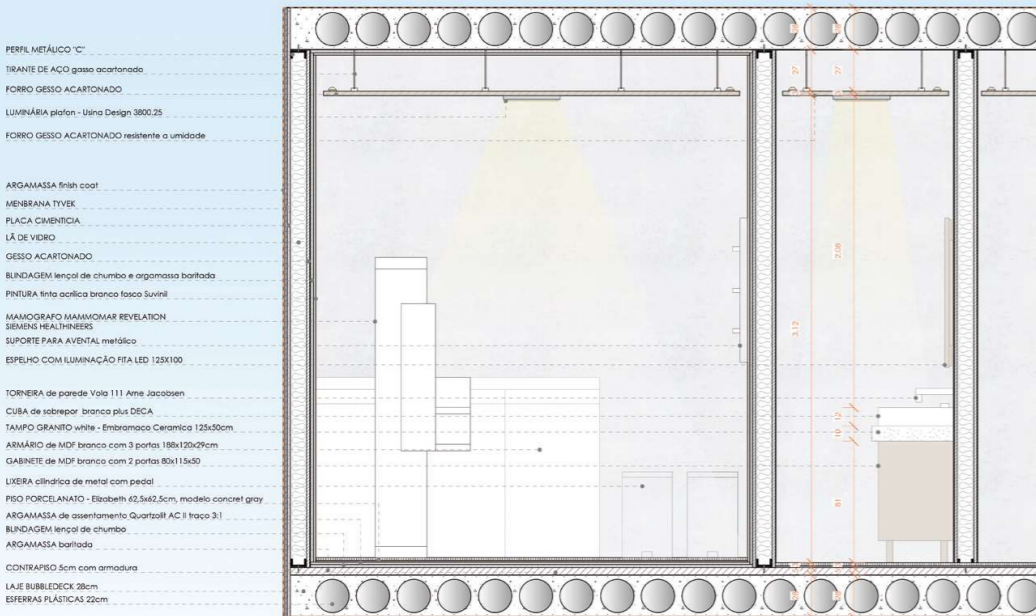 PERFIL METÁLICO "C"
TIRANTE DE AÇO gasso acartonado
FORRO GESSO ACARTONADO
LUMINÁRIA plafon - Usina Design 3800.25
FORRO GESSO ACARTONADO resistente a umidade
ARGAMASSA finish coat
MENBRANA TYVEK
PLACA CIMENTICIA
LÃ DE VIDRO
GESSO ACARTONADO
BLINDAGEM lençol de chumbo e argamassa baritada
PINTURA tinta acrílica branco fosco Suvinil
MAMOGRAFO MAMMOMAR REVELATION
SIEMENS HEALTHINEERS
SUPORTE PARA AVENTAL metálico
ESPELHO COM ILUMINAÇÃO FITA LED 125X100
TORNEIRA de parede Vola 111 Arne Jacobsen
CUBA de sobrepor branca plus DECA
TAMPO GRANITO white - Embramaco Ceramica 125x50cm
ARMÁRIO de MDF branco com 3 portas 188x120x29cm
GABINETE de MDF branco com 2 portas 80x115x50
LIXEIRA cilíndrica de metal com pedal
PISO PORCELANATO - Elizabeth 62,5x62,5cm, modelo concret gray
ARGAMASSA de assentamento Quartzolit AC II traço 3:1
BLINDAGEM lençol de chumbo
ARGAMASSA baritada
CONTRAPISO 5cm com armadura
LAJE BUBBLEDECK 28cm
ESFERRAS PLÁSTICAS 22cm
27
27
2,08
3,12
12
10
81